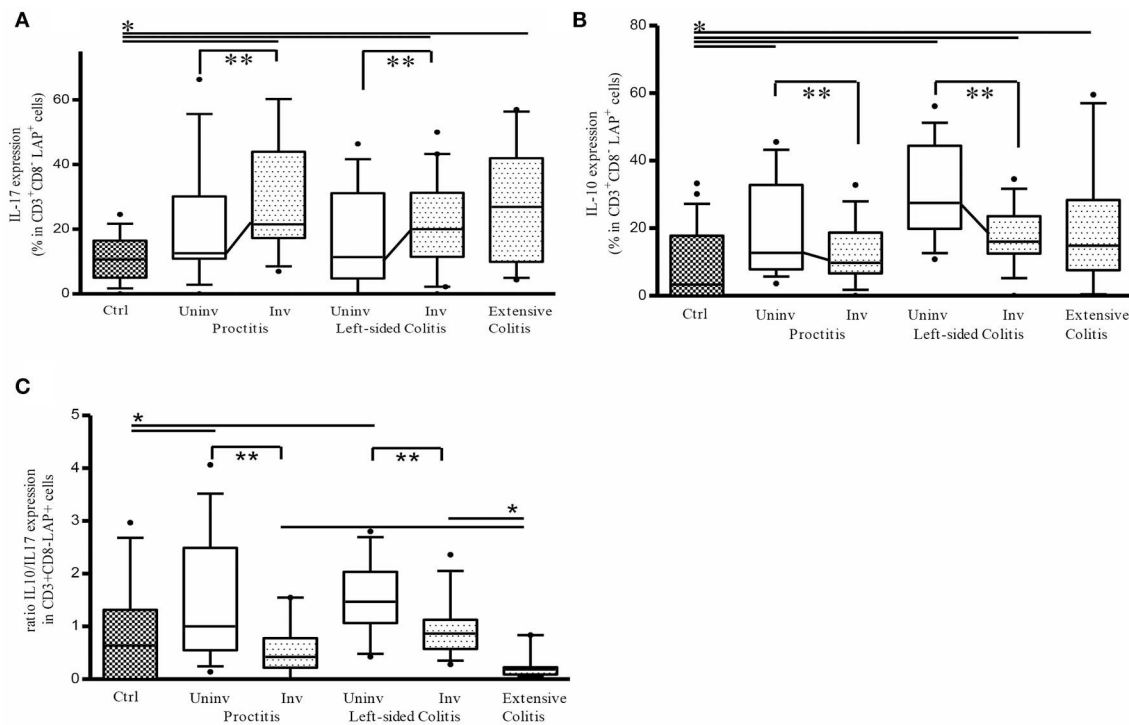 A
*
**
**
60
40
20
0
IL-17 expression
(% in CD3⁺CD8⁻ LAP⁺ cells)
Ctrl
Uninv
Inv
Uninv
Inv
Extensive
Colitis
Proctitis
Left-sided Colitis
B
*
**
**
80
60
40
20
0
IL-10 expression
(% in CD3⁺CD8⁻ LAP⁺ cells)
Ctrl
Uninv
Inv
Uninv
Inv
Extensive
Colitis
Proctitis
Left-sided Colitis
C
*
**
**
*
5
4
3
2
1
0
ratio IL10/IL17 expression
in CD3+CD8-LAP+ cells
Ctrl
Uninv
Inv
Uninv
Inv
Extensive
Colitis
Proctitis
Left-sided Colitis